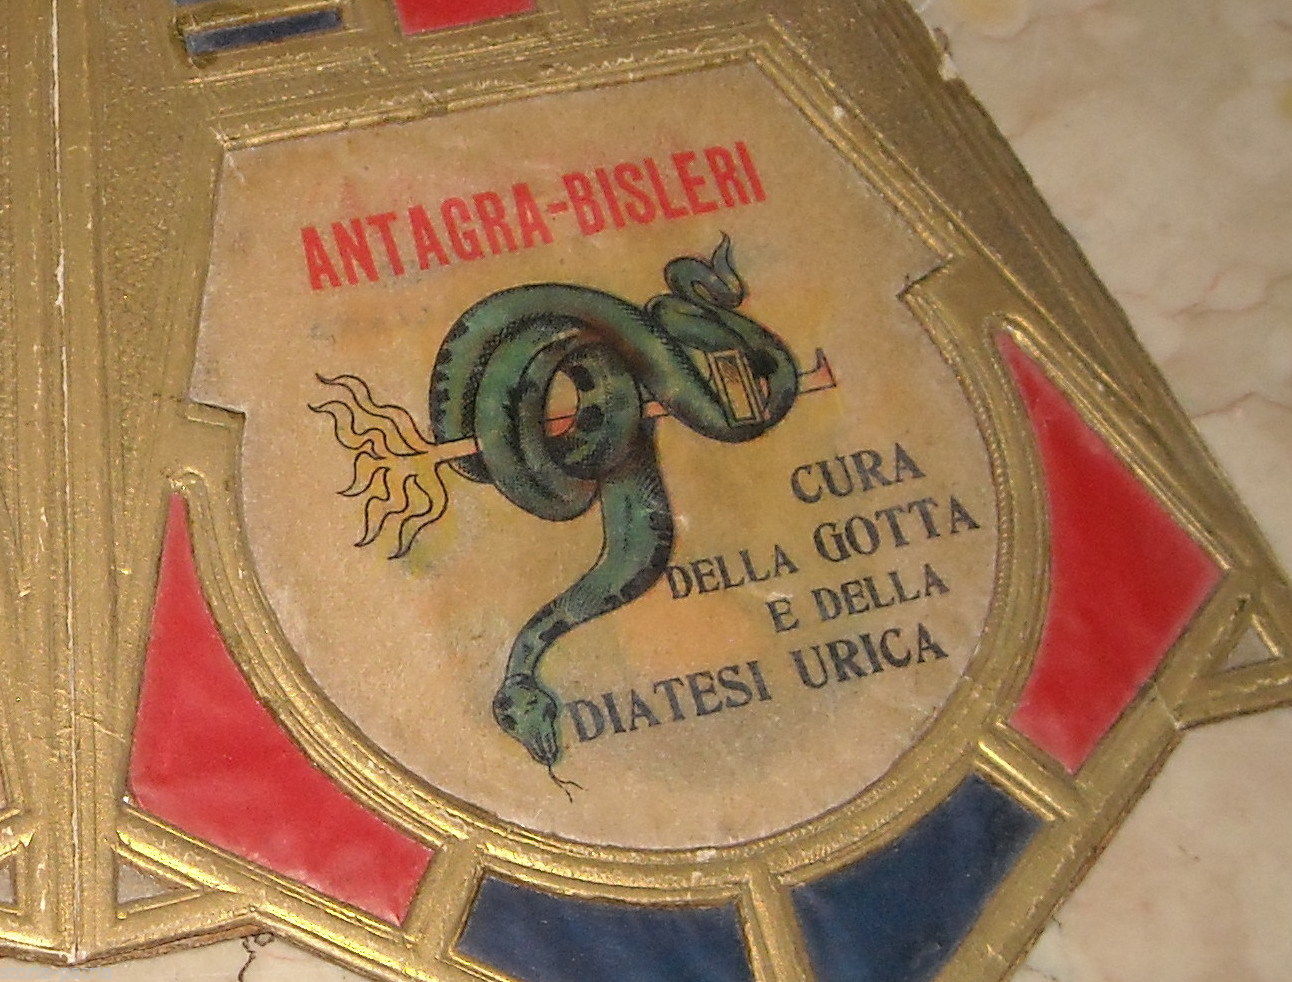 ANTAGRA-BISLERI
CURA
DELLA GOTTA
E DELLA
DIATESI URICA